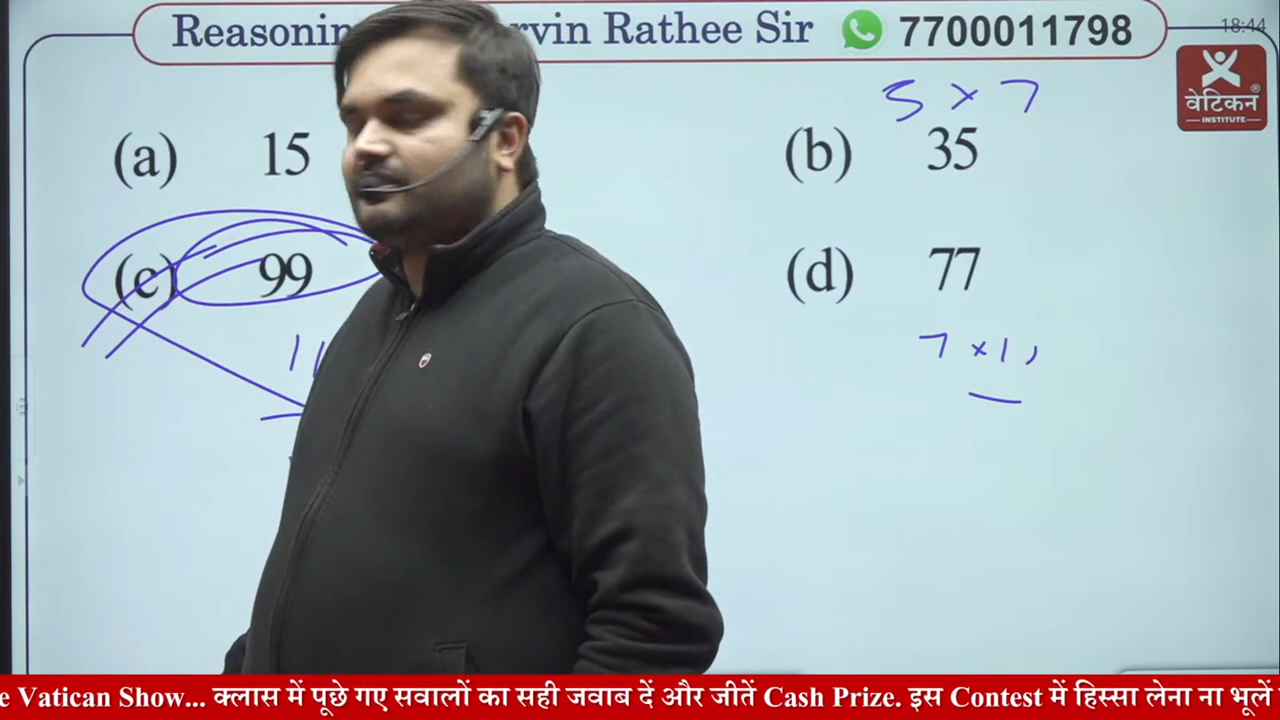 Reasoning rvin Rathee Sir 7700011798
18:44
वेटिकन
INSTITUTE
5 × 7
(a) 15 (b) 35
(c) 99 (d) 77
7 × 11
e Vatican Show... क्लास में पूछे गए सवालों का सही जवाब दें और जीतें Cash Prize. इस Contest में हिस्सा लेना ना भूलें